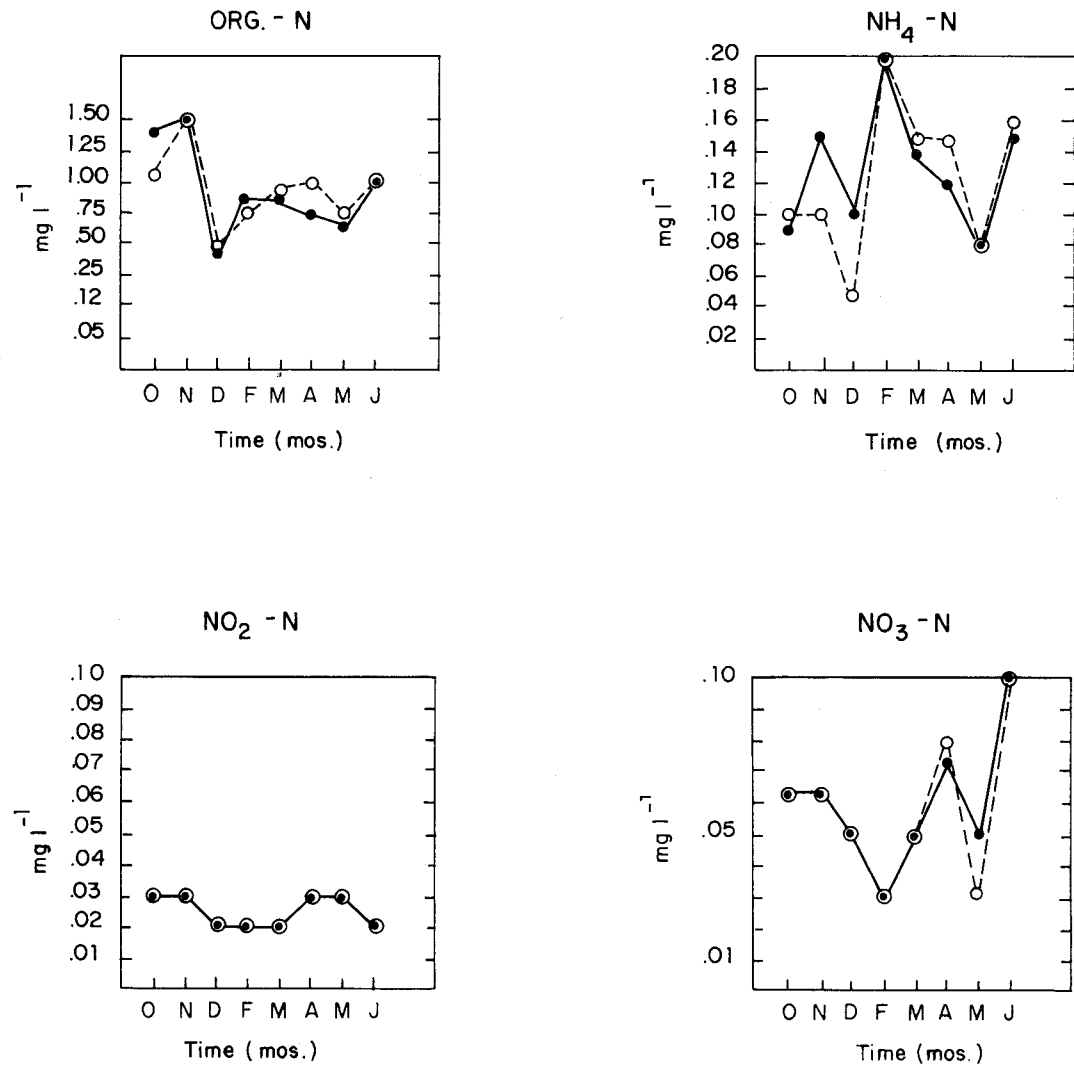 ORG. - N
1.50
1.25
1.00
0.75
.50
.25
.12
.05
mg l⁻¹
O N D F M A M J
Time (mos.)
NH₄ - N
.20
.18
.16
.14
.12
.10
.08
.06
.04
.02
mg l⁻¹
O N D F M A M J
Time (mos.)
NO₂ - N
.10
.09
.08
.07
.06
.05
.04
.03
.02
.01
mg l⁻¹
O N D F M A M J
Time (mos.)
NO₃ - N
.10
.05
.01
mg l⁻¹
O N D F M A M J
Time (mos.)